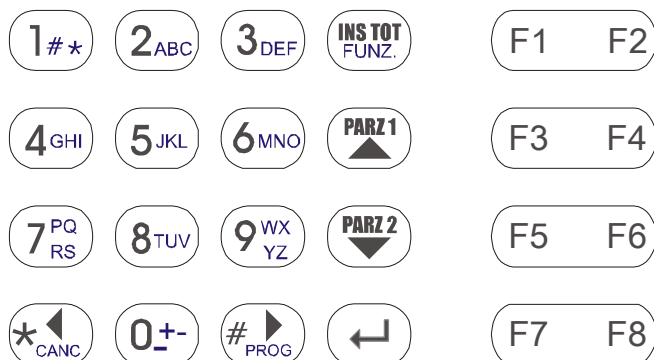 1#* 2ABC 3DEF INS TOT FUNZ. F1 F2
4GHI 5JKL 6MNO PARZ 1 F3 F4
7PQRS 8TUV 9WXYZ PARZ 2 F5 F6
* CANC 0+- # PROG F7 F8